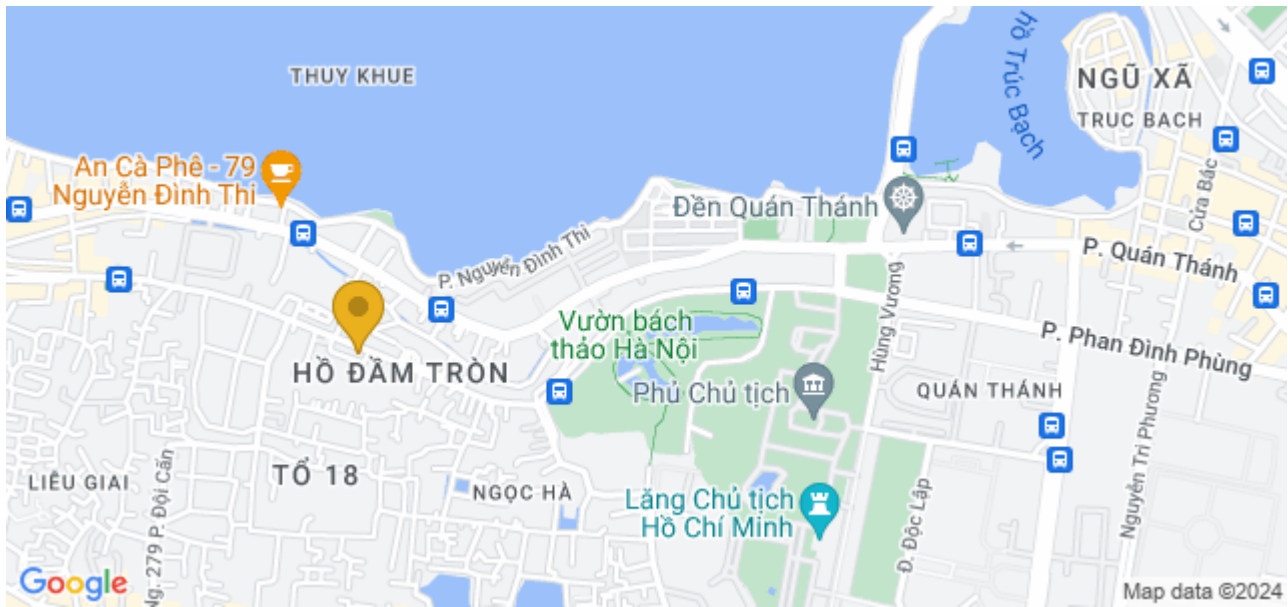 THUY KHUE
Hồ Trúc Bạch
NGŨ XÃ
TRUC BACH
An Cà Phê - 79
Nguyễn Đình Thi
Đền Quán Thánh
Cửa Bắc
P. Nguyễn Đình Thi
P. Quán Thánh
Hùng Vương
Vườn bách
thảo Hà Nội
P. Phan Đình Phùng
HỒ ĐẦM TRÒN
Phủ Chủ tịch
QUÁN THÁNH
TỔ 18
LIỄU GIAI
Ng. 279 P. Đội Cấn
NGỌC HÀ
Lăng Chủ tịch
Hồ Chí Minh
Đ. Độc Lập
Nguyễn Tri Phương
Google
Map data ©2024